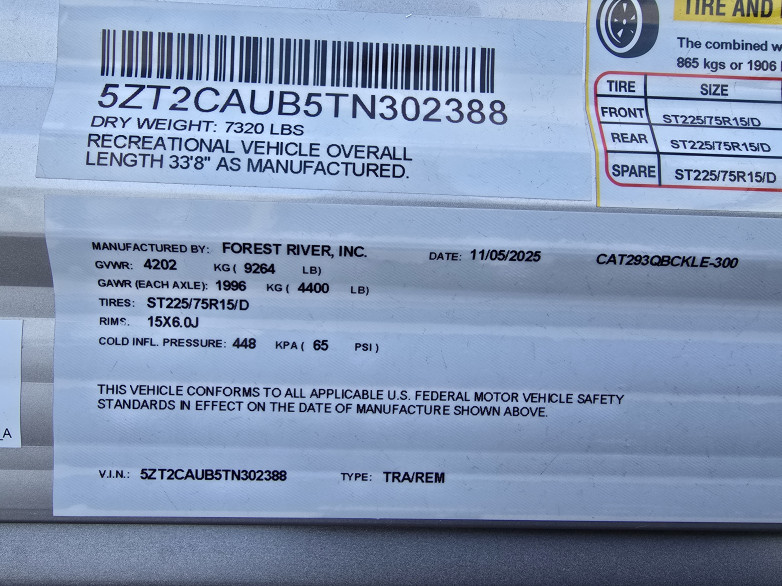 5ZT2CAUB5TN302388
DRY WEIGHT: 7320 LBS
RECREATIONAL VEHICLE OVERALL
LENGTH 33'8" AS MANUFACTURED.
TIRE AND
The combined w
865 kgs or 1906
TIRE SIZE
FRONT ST225/75R15/D
REAR ST225/75R15/D
SPARE ST225/75R15/D
MANUFACTURED BY: FOREST RIVER, INC. DATE: 11/05/2025 CAT293QBCKLE-300
GVWR: 4202 KG ( 9264 LB)
GAWR (EACH AXLE): 1996 KG ( 4400 LB)
TIRES: ST225/75R15/D
RIMS: 15X6.0J
COLD INFL. PRESSURE: 448 KPA ( 65 PSI )
THIS VEHICLE CONFORMS TO ALL APPLICABLE U.S. FEDERAL MOTOR VEHICLE SAFETY
STANDARDS IN EFFECT ON THE DATE OF MANUFACTURE SHOWN ABOVE.
_A
V.I.N.: 5ZT2CAUB5TN302388 TYPE: TRA/REM